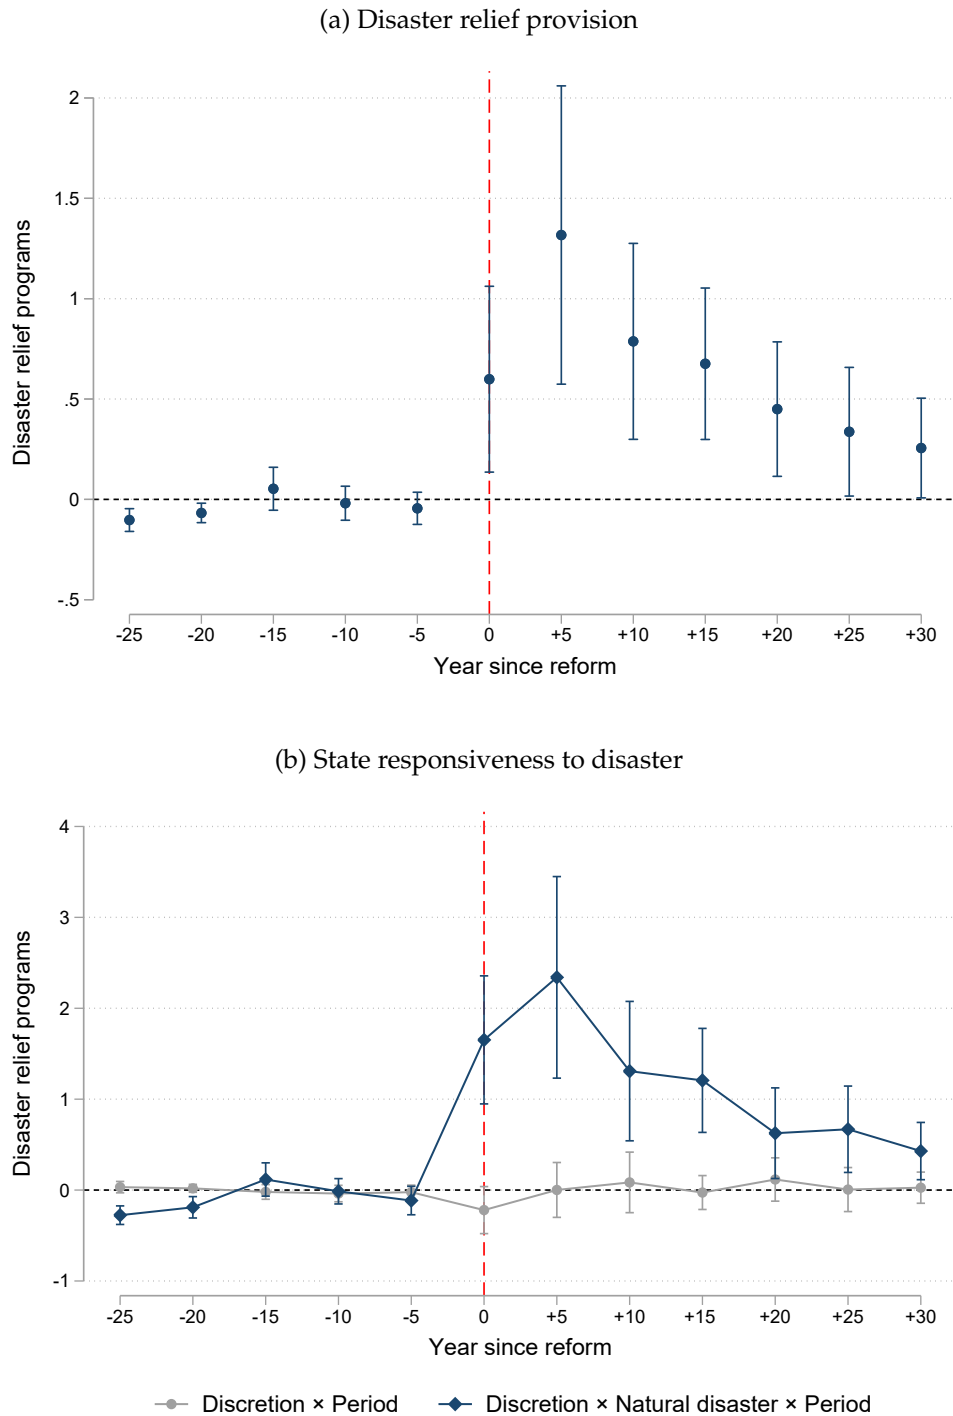 (a) Disaster relief provision
Disaster relief programs
2
1.5
1
.5
0
-.5
-25 -20 -15 -10 -5 0 +5 +10 +15 +20 +25 +30
Year since reform
(b) State responsiveness to disaster
Disaster relief programs
4
3
2
1
0
-1
-25 -20 -15 -10 -5 0 +5 +10 +15 +20 +25 +30
Year since reform
Discretion × Period Discretion × Natural disaster × Period